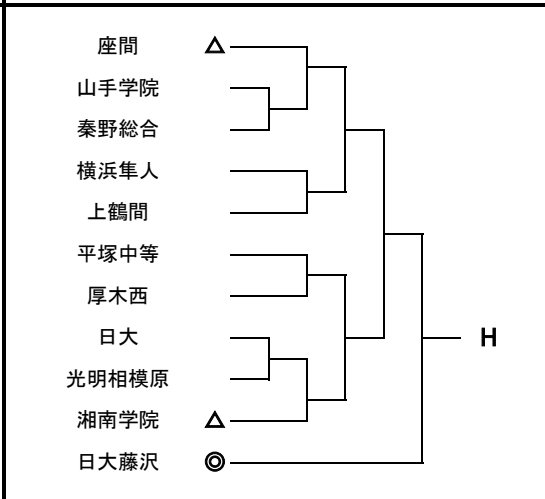 座間 △
山手学院
秦野総合
横浜隼人
上鶴間
平塚中等
厚木西
日大
光明相模原
湘南学院 △
日大藤沢 ◎
H